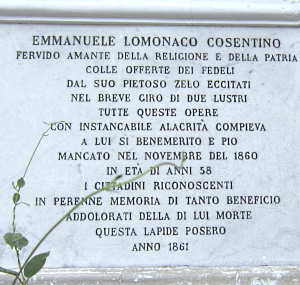 EMMANUELE LOMONACO COSENTINO
FERVIDO AMANTE DELLA RELIGIONE E DELLA PATRIA
COLLE OFFERTE DEI FEDELI
DAL SUO PIETOSO ZELO ECCITATI
NEL BREVE GIRO DI DUE LUSTRI
TUTTE QUESTE OPERE
CON INSTANCABILE ALACRITÀ COMPIEVA
A LUI SÌ BENEMERITO E PIO
MANCATO NEL NOVEMBRE DEL 1860
IN ETÀ DI ANNI 58
I CITTADINI RICONOSCENTI
IN PERENNE MEMORIA DI TANTO BENEFICIO
ADDOLORATI DELLA DI LUI MORTE
QUESTA LAPIDE POSERO
ANNO 1861